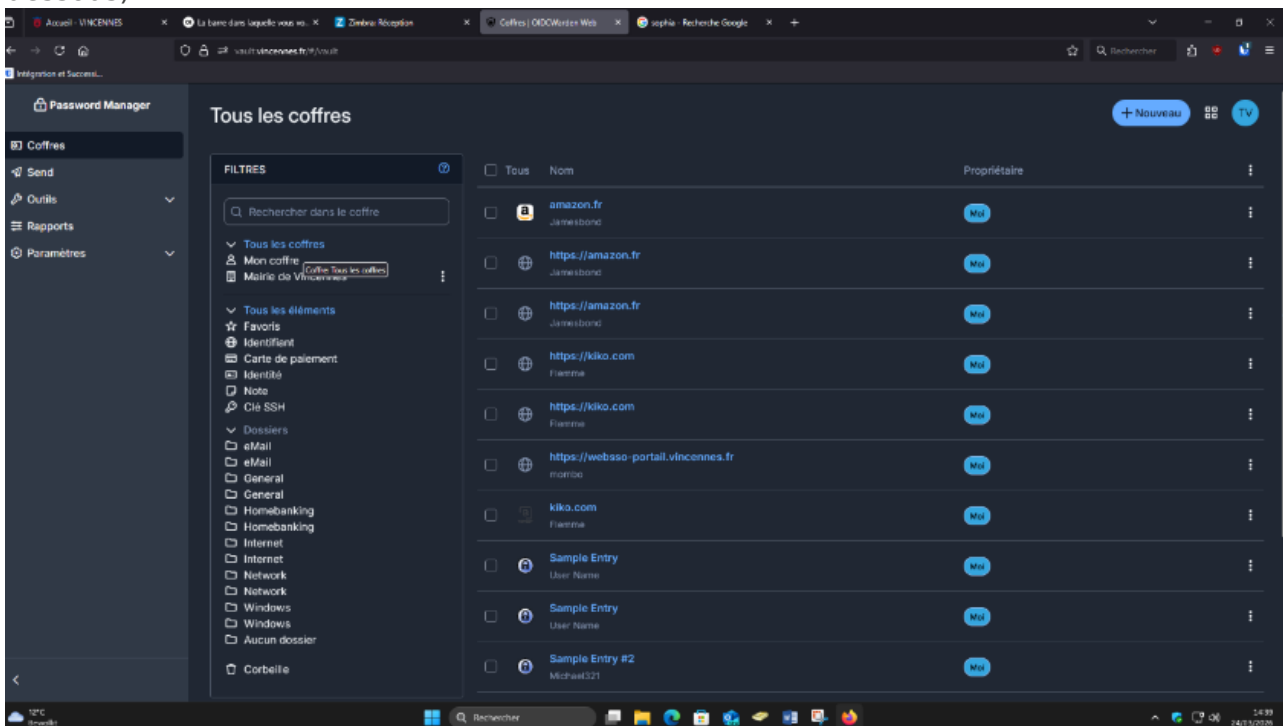 Accueil - VINCENNES
La barre dans laquelle vous vo..
Zimbra: Réception
Coffres | OIDCWarden Web
sephia - Recherche Google
vault.vincennes.fr/#/vault
Rechercher
Intégration et Successi...
Password Manager
Coffres
Send
Outils
Rapports
Paramètres
Tous les coffres
+ Nouveau
TV
FILTRES
Rechercher dans le coffre
Tous les coffres
Mon coffre
Coffre: Tous les coffres
Mairie de Vincennes
Tous les éléments
Favoris
Identifiant
Carte de paiement
Identité
Note
Clé SSH
Dossiers
eMail
eMail
General
General
Homebanking
Homebanking
Internet
Internet
Network
Network
Windows
Windows
Aucun dossier
Corbeille
Tous Nom Propriétaire
amazon.fr
Jamesbond
Moi
https://amazon.fr
Jamesbond
Moi
https://amazon.fr
Jamesbond
Moi
https://kiko.com
Flemme
Moi
https://kiko.com
Flemme
Moi
https://websso-portail.vincennes.fr
mombo
Moi
kiko.com
Flemme
Moi
Sample Entry
User Name
Moi
Sample Entry
User Name
Moi
Sample Entry #2
Michael321
Moi
12°C
Rechercher
14:39
24/03/2026